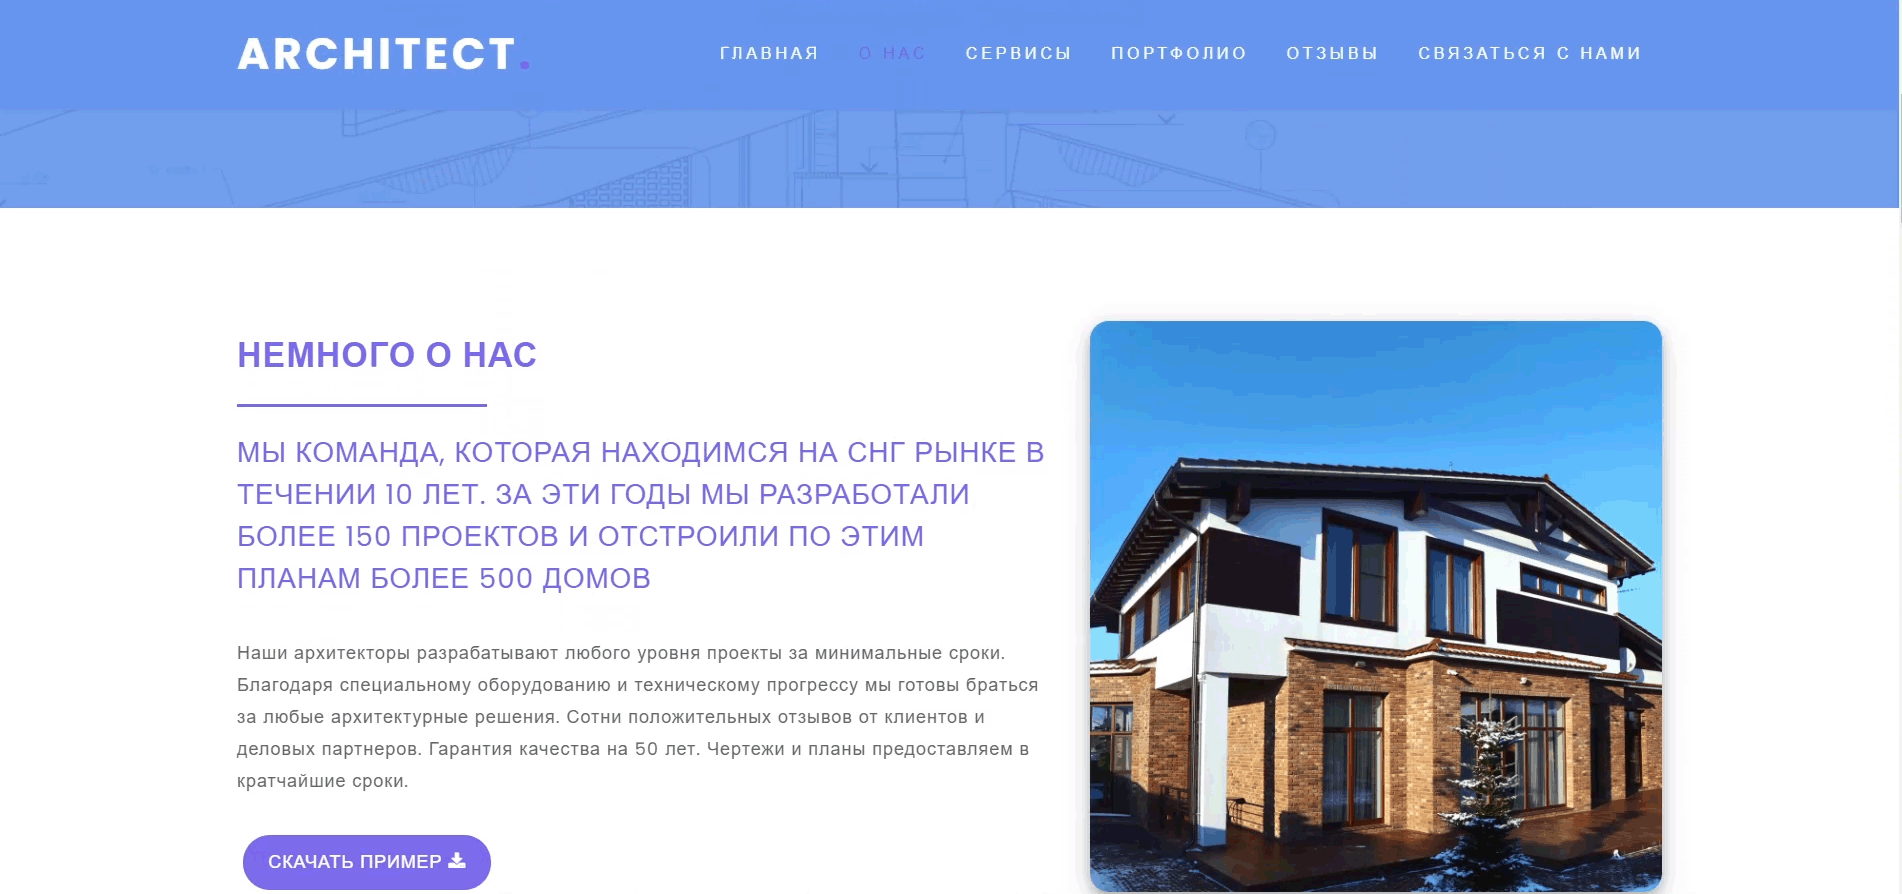 ARCHITECT.
ГЛАВНАЯ О НАС СЕРВИСЫ ПОРТФОЛИО ОТЗЫВЫ СВЯЗАТЬСЯ С НАМИ
НЕМНОГО О НАС
МЫ КОМАНДА, КОТОРАЯ НАХОДИМСЯ НА СНГ РЫНКЕ В
ТЕЧЕНИИ 10 ЛЕТ. ЗА ЭТИ ГОДЫ МЫ РАЗРАБОТАЛИ
БОЛЕЕ 150 ПРОЕКТОВ И ОТСТРОИЛИ ПО ЭТИМ
ПЛАНАМ БОЛЕЕ 500 ДОМОВ
Наши архитекторы разрабатывают любого уровня проекты за минимальные сроки.
Благодаря специальному оборудованию и техническому прогрессу мы готовы браться
за любые архитектурные решения. Сотни положительных отзывов от клиентов и
деловых партнеров. Гарантия качества на 50 лет. Чертежи и планы предоставляем в
кратчайшие сроки.
СКАЧАТЬ ПРИМЕР